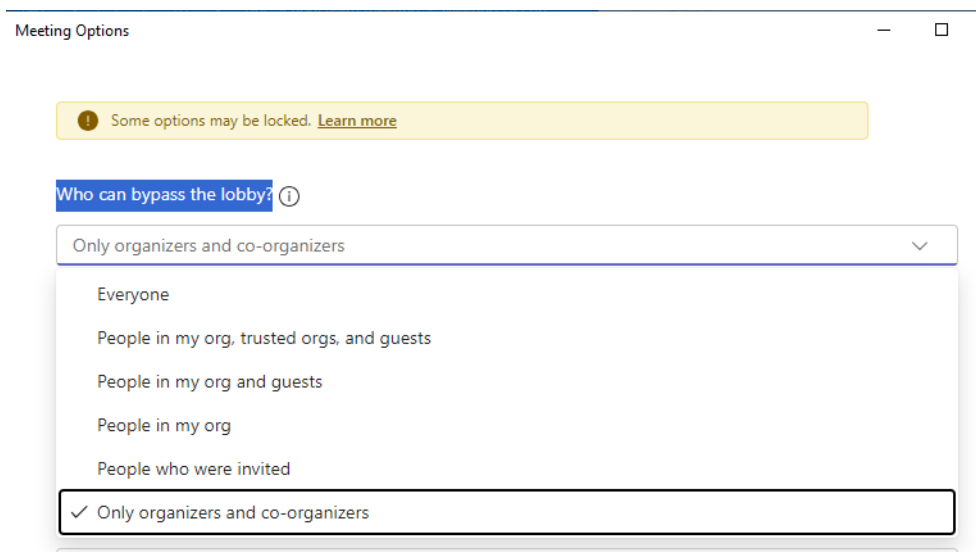 Meeting Options
Some options may be locked. Learn more
Who can bypass the lobby?
Only organizers and co-organizers
Everyone
People in my org, trusted orgs, and guests
People in my org and guests
People in my org
People who were invited
Only organizers and co-organizers